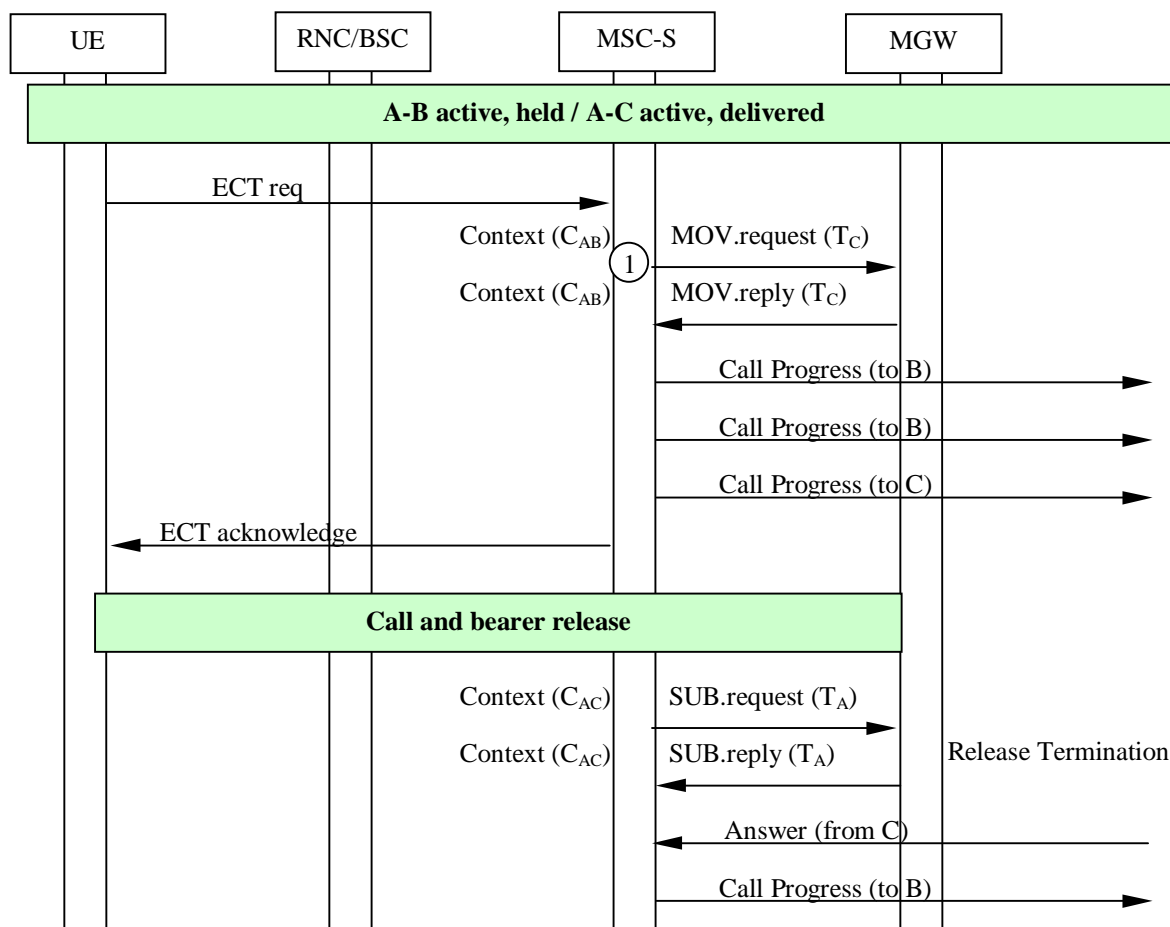 UE RNC/BSC MSC-S MGW
A-B active, held / A-C active, delivered
ECT req
Context (C_AB) MOV.request (T_C)
1
Context (C_AB) MOV.reply (T_C)
Call Progress (to B)
Call Progress (to B)
Call Progress (to C)
ECT acknowledge
Call and bearer release
Context (C_AC) SUB.request (T_A)
Context (C_AC) SUB.reply (T_A) Release Termination
Answer (from C)
Call Progress (to B)